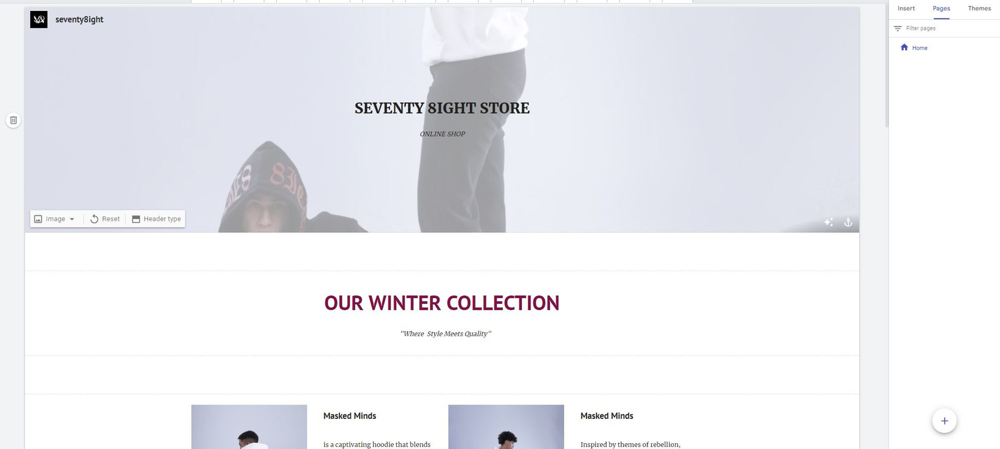 seventy8ight
Insert Pages Themes
Filter pages
Home
SEVENTY 8IGHT STORE
ONLINE SHOP
Image Reset Header type
OUR WINTER COLLECTION
"Where Style Meets Quality"
Masked Minds
is a captivating hoodie that blends
Masked Minds
Inspired by themes of rebellion,